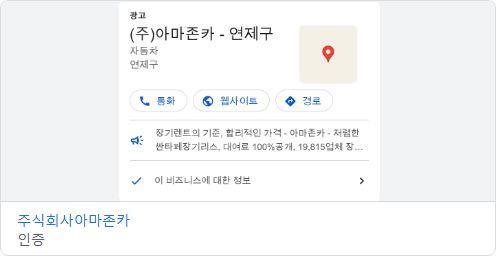 광고
(주)아마존카 - 연제구
자동차
연제구
통화
웹사이트
경로
장기렌트의 기준, 합리적인 가격 - 아마존카 - 저렴한
싼타페장기리스, 대여료 100%공개, 19,815업체 장...
이 비즈니스에 대한 정보
주식회사아마존카
인증